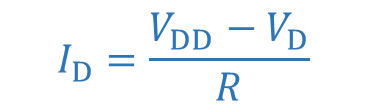 I_D = (V_DD − V_D) / R